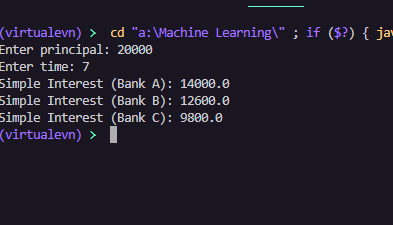 (virtualevn) > cd "a:\Machine Learning\" ; if ($?) { jav
Enter principal: 20000
Enter time: 7
Simple Interest (Bank A): 14000.0
Simple Interest (Bank B): 12600.0
Simple Interest (Bank C): 9800.0
(virtualevn) >